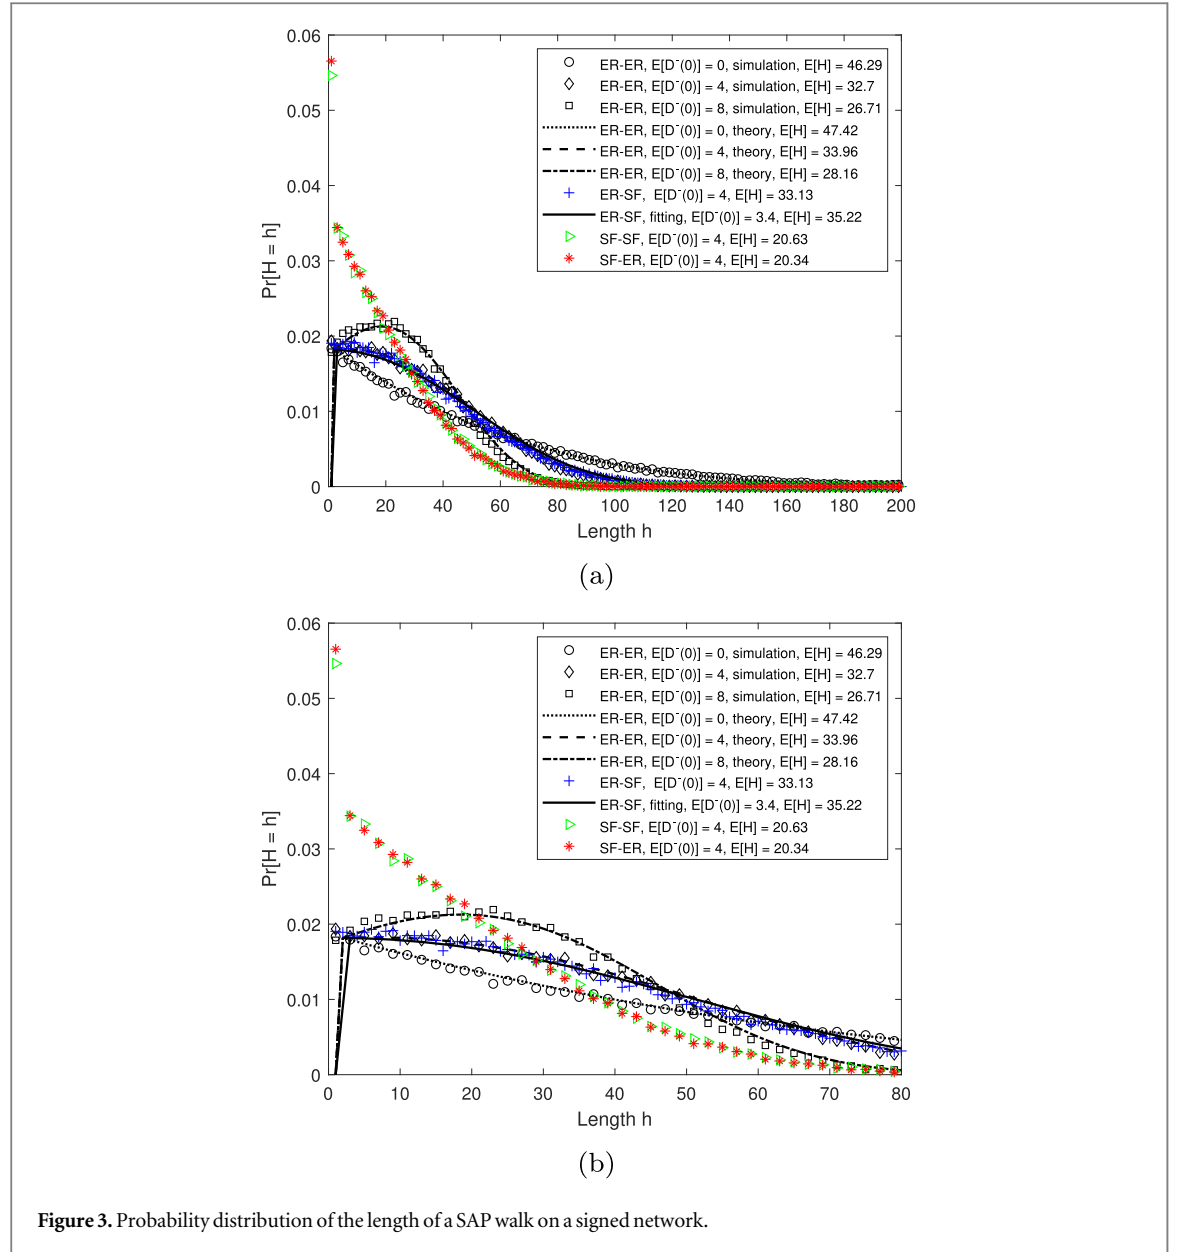 0.06
0.05
0.04
0.03
0.02
0.01
0
Pr[H = h]
ER-ER, E[D⁻(0)] = 0, simulation, E[H] = 46.29
ER-ER, E[D⁻(0)] = 4, simulation, E[H] = 32.7
ER-ER, E[D⁻(0)] = 8, simulation, E[H] = 26.71
ER-ER, E[D⁻(0)] = 0, theory, E[H] = 47.42
ER-ER, E[D⁻(0)] = 4, theory, E[H] = 33.96
ER-ER, E[D⁻(0)] = 8, theory, E[H] = 28.16
ER-SF, E[D⁻(0)] = 4, E[H] = 33.13
ER-SF, fitting, E[D⁻(0)] = 3.4, E[H] = 35.22
SF-SF, E[D⁻(0)] = 4, E[H] = 20.63
SF-ER, E[D⁻(0)] = 4, E[H] = 20.34
0 20 40 60 80 100 120 140 160 180 200
Length h
(a)
0.06
0.05
0.04
0.03
0.02
0.01
0
Pr[H = h]
ER-ER, E[D⁻(0)] = 0, simulation, E[H] = 46.29
ER-ER, E[D⁻(0)] = 4, simulation, E[H] = 32.7
ER-ER, E[D⁻(0)] = 8, simulation, E[H] = 26.71
ER-ER, E[D⁻(0)] = 0, theory, E[H] = 47.42
ER-ER, E[D⁻(0)] = 4, theory, E[H] = 33.96
ER-ER, E[D⁻(0)] = 8, theory, E[H] = 28.16
ER-SF, E[D⁻(0)] = 4, E[H] = 33.13
ER-SF, fitting, E[D⁻(0)] = 3.4, E[H] = 35.22
SF-SF, E[D⁻(0)] = 4, E[H] = 20.63
SF-ER, E[D⁻(0)] = 4, E[H] = 20.34
0 10 20 30 40 50 60 70 80
Length h
(b)
Figure 3. Probability distribution of the length of a SAP walk on a signed network.